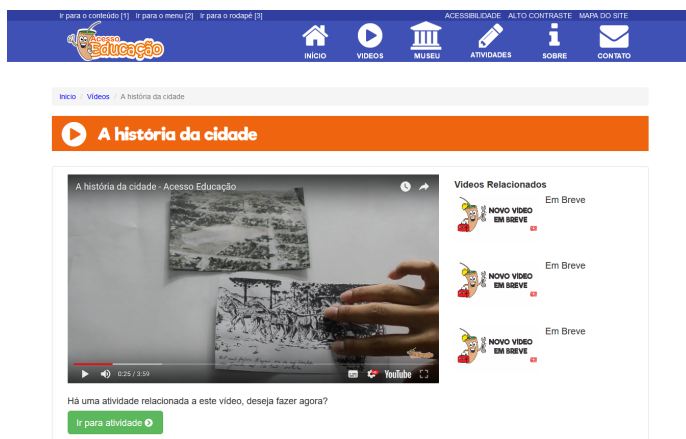 Ir para o conteúdo [1] Ir para o menu [2] Ir para o rodapé [3]
ACESSIBILIDADE ALTO CONTRASTE MAPA DO SITE
Acesso
Educação
INÍCIO VIDEOS MUSEU ATIVIDADES SOBRE CONTATO
Início / Vídeos / A história da cidade
A história da cidade
A história da cidade - Acesso Educação
0:25 / 3:59
YouTube
Videos Relacionados
NOVO VIDEO
EM BREVE
Em Breve
NOVO VIDEO
EM BREVE
Em Breve
NOVO VIDEO
EM BREVE
Em Breve
Há uma atividade relacionada a este vídeo, deseja fazer agora?
Ir para atividade